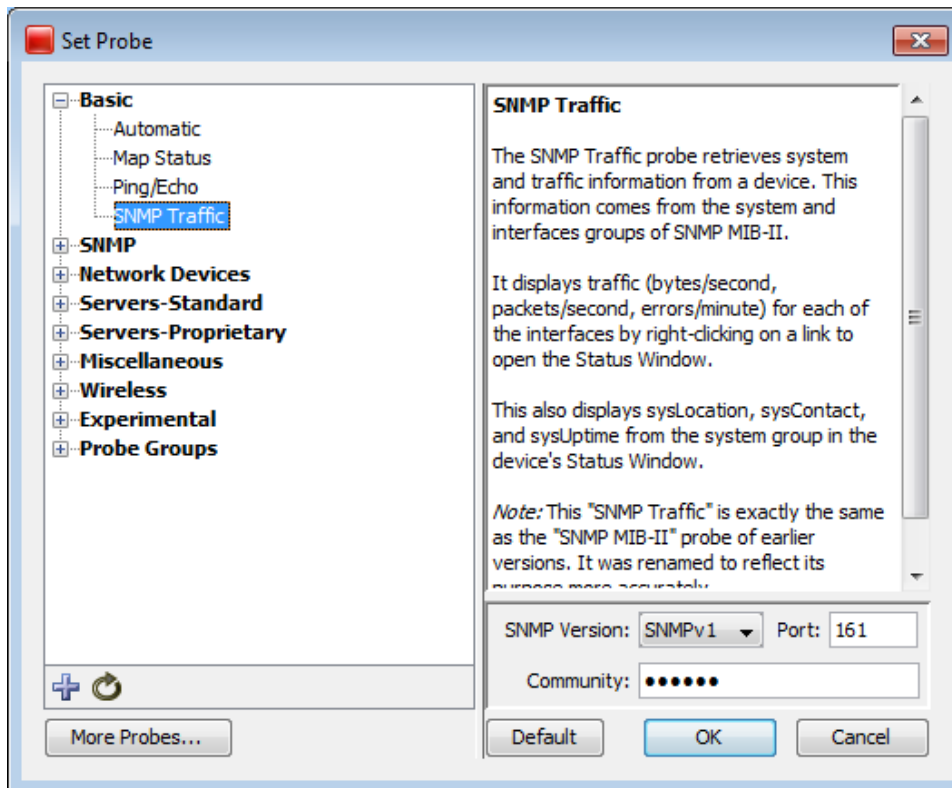 Set Probe
Basic
Automatic
Map Status
Ping/Echo
SNMP Traffic
SNMP
Network Devices
Servers-Standard
Servers-Proprietary
Miscellaneous
Wireless
Experimental
Probe Groups
More Probes...
SNMP Traffic
The SNMP Traffic probe retrieves system
and traffic information from a device. This
information comes from the system and
interfaces groups of SNMP MIB-II.
It displays traffic (bytes/second,
packets/second, errors/minute) for each of
the interfaces by right-clicking on a link to
open the Status Window.
This also displays sysLocation, sysContact,
and sysUptime from the system group in the
device's Status Window.
Note: This "SNMP Traffic" is exactly the same
as the "SNMP MIB-II" probe of earlier
versions. It was renamed to reflect its
purpose more accurately.
SNMP Version: SNMPv1 Port: 161
Community: ●●●●●●
Default OK Cancel